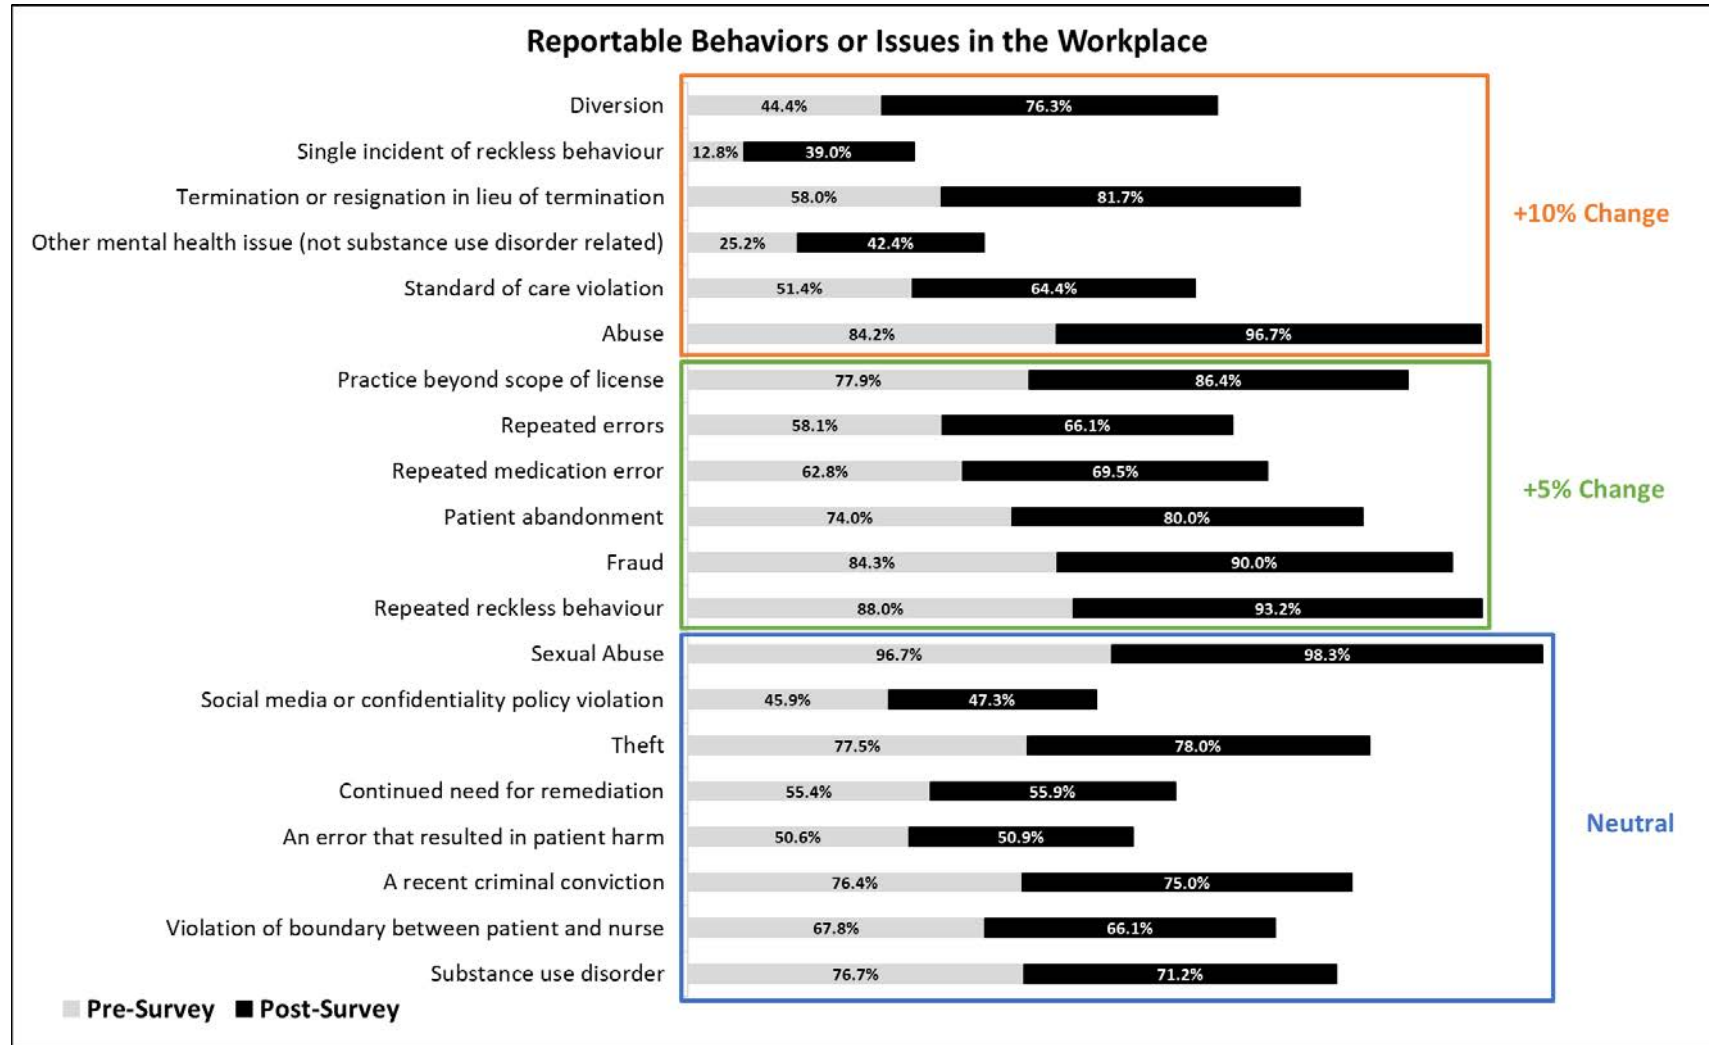 Reportable Behaviors or Issues in the Workplace
Diversion 44.4% 76.3%
Single incident of reckless behaviour 12.8% 39.0%
Termination or resignation in lieu of termination 58.0% 81.7%
+10% Change
Other mental health issue (not substance use disorder related) 25.2% 42.4%
Standard of care violation 51.4% 64.4%
Abuse 84.2% 96.7%
Practice beyond scope of license 77.9% 86.4%
Repeated errors 58.1% 66.1%
Repeated medication error 62.8% 69.5%
+5% Change
Patient abandonment 74.0% 80.0%
Fraud 84.3% 90.0%
Repeated reckless behaviour 88.0% 93.2%
Sexual Abuse 96.7% 98.3%
Social media or confidentiality policy violation 45.9% 47.3%
Theft 77.5% 78.0%
Continued need for remediation 55.4% 55.9%
Neutral
An error that resulted in patient harm 50.6% 50.9%
A recent criminal conviction 76.4% 75.0%
Violation of boundary between patient and nurse 67.8% 66.1%
Substance use disorder 76.7% 71.2%
Pre-Survey Post-Survey